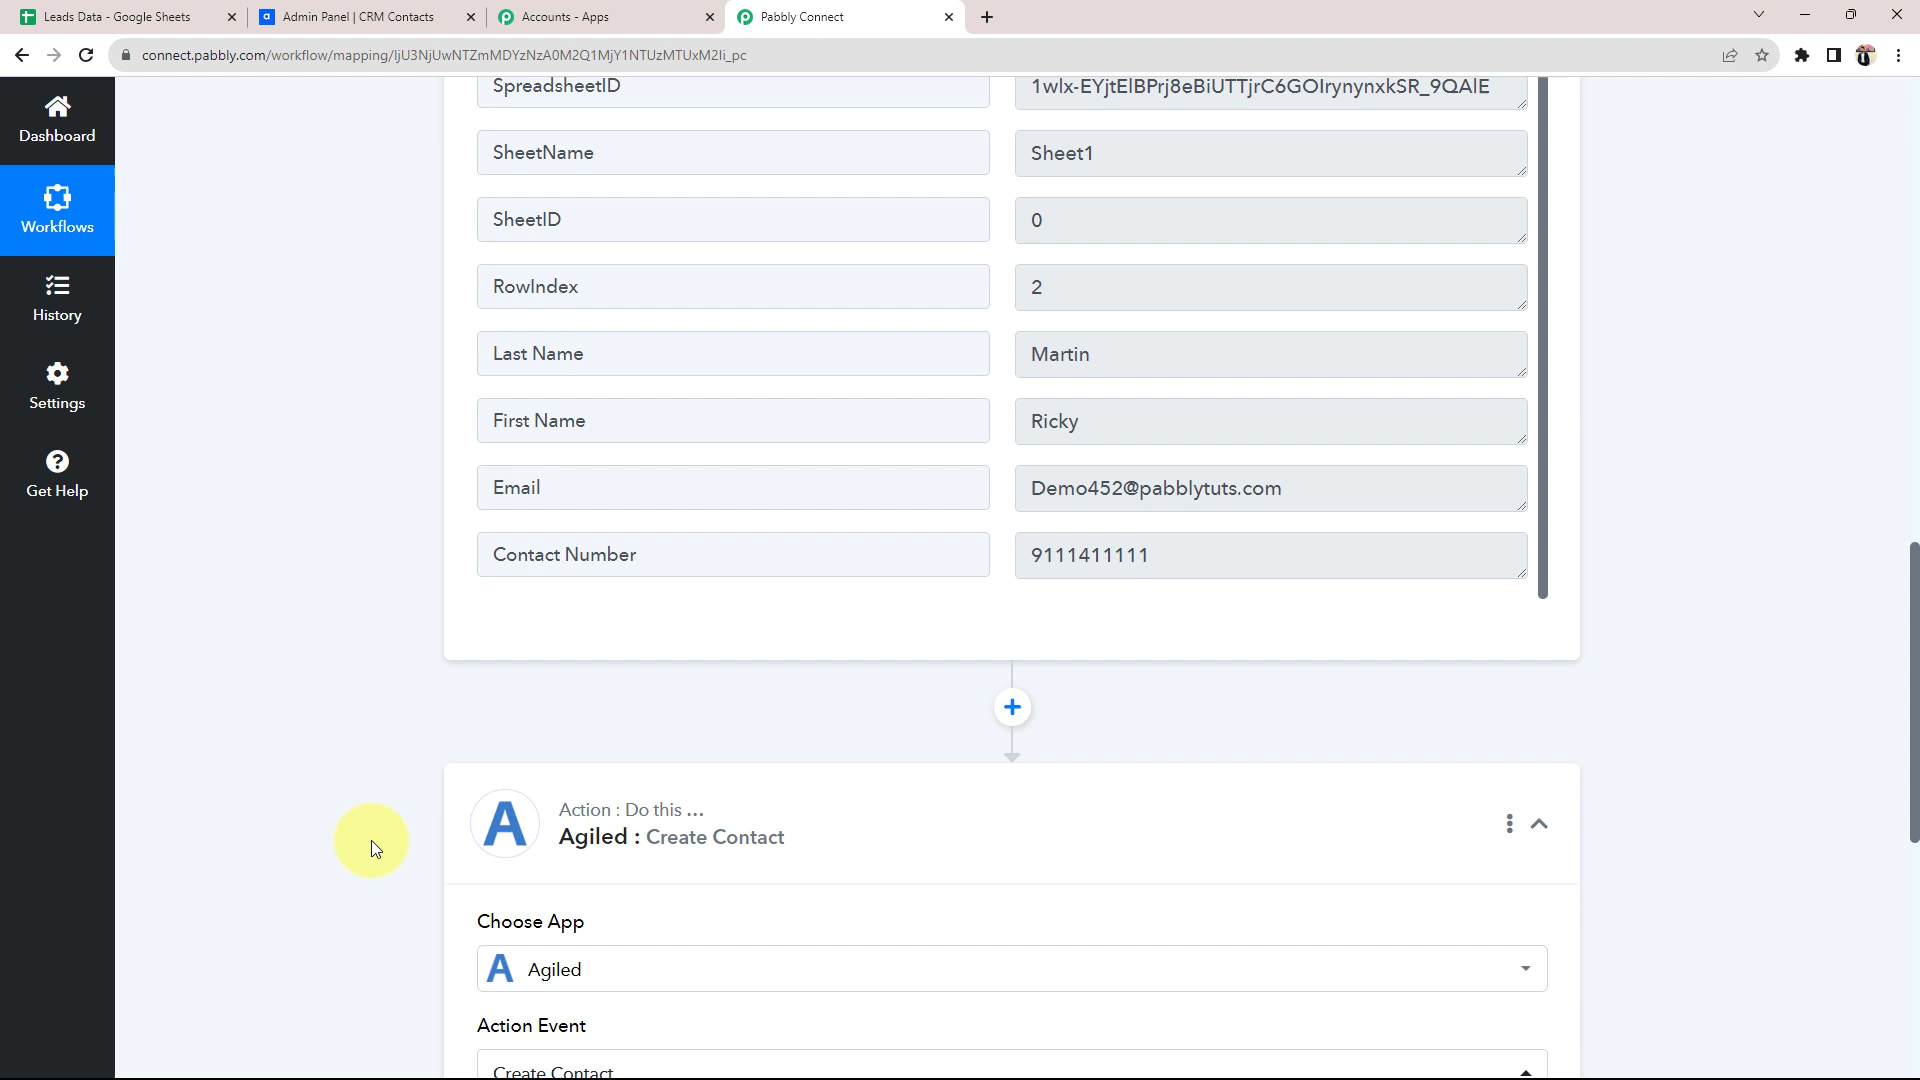 Leads Data - Google Sheets
Admin Panel | CRM Contacts
Accounts - Apps
Pabbly Connect
connect.pabbly.com/workflow/mapping/IjU3NjUwNTZmMDYzNzA0M2Q1MjY1NTUzMTUxM2Ii_pc
Dashboard
Workflows
History
Settings
Get Help
SpreadsheetID
1wlx-EYjtElBPrj8eBiUTTjrC6GOIrynynxkSR_9QAlE
SheetName
Sheet1
SheetID
0
RowIndex
2
Last Name
Martin
First Name
Ricky
Email
Demo452@pabblytuts.com
Contact Number
9111411111
Action : Do this ...
Agiled : Create Contact
Choose App
Agiled
Action Event
Create Contact